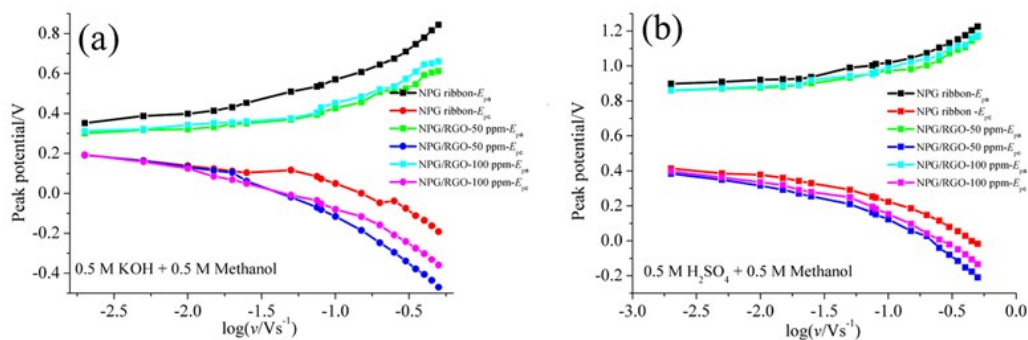 (a)
0.8
0.6
0.4
0.2
0.0
-0.2
-0.4
Peak potential/V
NPG ribbon-Epa
NPG ribbon-Epc
NPG/RGO-50 ppm-Epa
NPG/RGO-50 ppm-Epc
NPG/RGO-100 ppm-Epa
NPG/RGO-100 ppm-Epc
0.5 M KOH + 0.5 M Methanol
-2.5 -2.0 -1.5 -1.0 -0.5
log(v/Vs⁻¹)
(b)
1.4
1.2
1.0
0.8
0.6
0.4
0.2
0.0
-0.2
Peak potential/V
NPG ribbon-Epa
NPG ribbon -Epc
NPG/RGO-50 ppm-Epa
NPG/RGO-50 ppm-Epc
NPG/RGO-100 ppm-Epa
NPG/RGO-100 ppm-Epc
0.5 M H₂SO₄ + 0.5 M Methanol
-3.0 -2.5 -2.0 -1.5 -1.0 -0.5 0.0
log(v/Vs⁻¹)